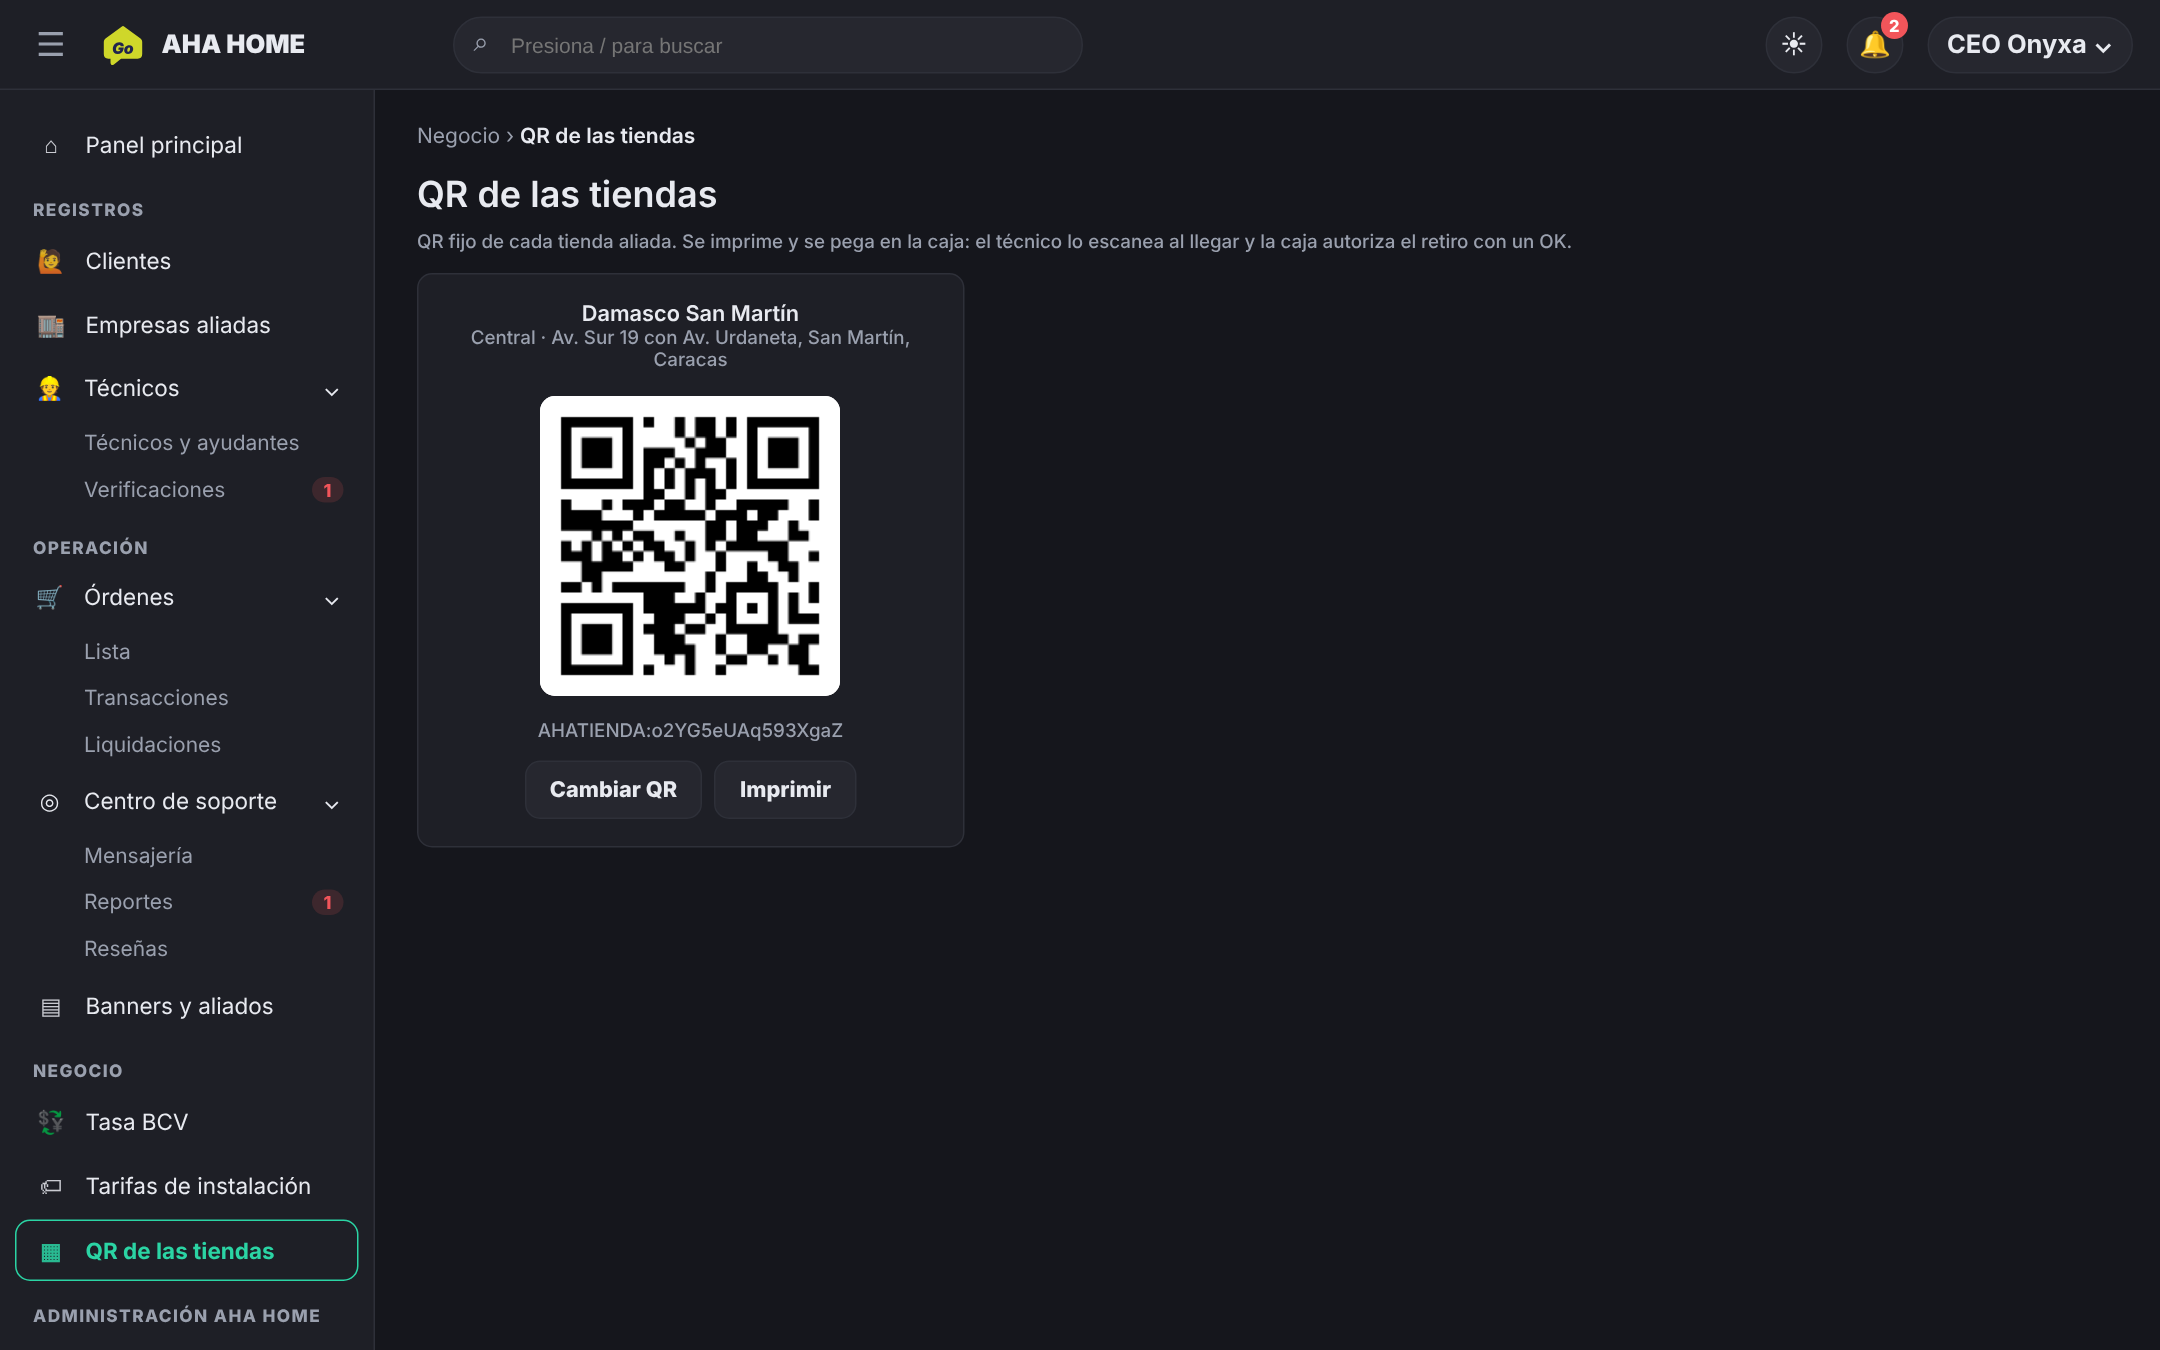 Go AHA HOME
Presiona / para buscar
2
CEO Onyxa
Panel principal
REGISTROS
Clientes
Empresas aliadas
Técnicos
Técnicos y ayudantes
Verificaciones 1
OPERACIÓN
Órdenes
Lista
Transacciones
Liquidaciones
Centro de soporte
Mensajería
Reportes 1
Reseñas
Banners y aliados
NEGOCIO
Tasa BCV
Tarifas de instalación
QR de las tiendas
ADMINISTRACIÓN AHA HOME
Negocio › QR de las tiendas
QR de las tiendas
QR fijo de cada tienda aliada. Se imprime y se pega en la caja: el técnico lo escanea al llegar y la caja autoriza el retiro con un OK.
Damasco San Martín
Central · Av. Sur 19 con Av. Urdaneta, San Martín,
Caracas
AHATIENDA:o2YG5eUAq593XgaZ
Cambiar QR
Imprimir